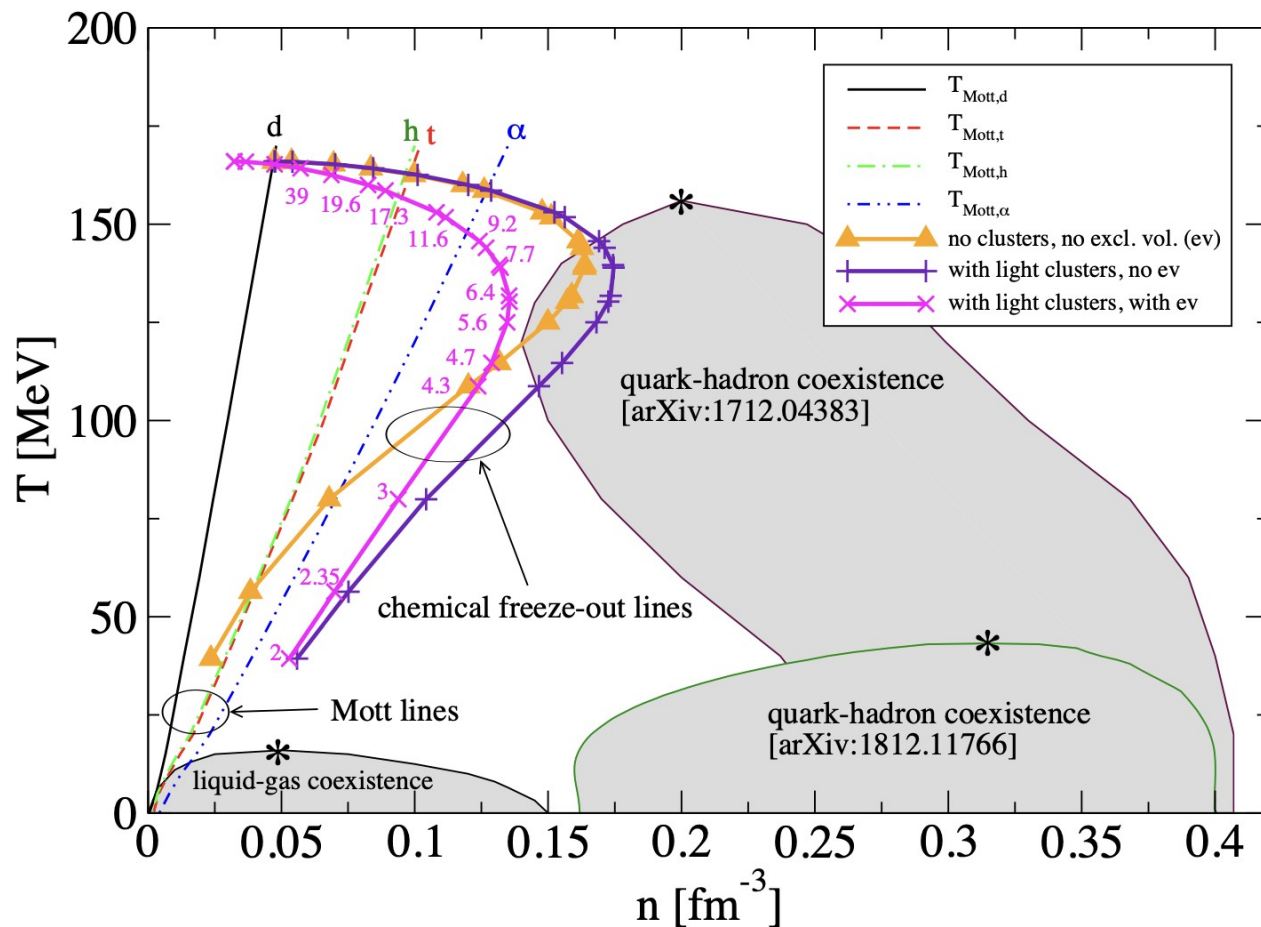 200
150
100
50
0
T [MeV]
0
0.05
0.1
0.15
0.2
0.25
0.3
0.35
0.4
n [fm⁻³]
d
h
t
α
T_Mott,d
T_Mott,t
T_Mott,h
T_Mott,α
no clusters, no excl. vol. (ev)
with light clusters, no ev
with light clusters, with ev
39
19.6
17.3
11.6
9.2
7.7
6.4
5.6
4.7
4.3
3
2.35
2
quark-hadron coexistence
[arXiv:1712.04383]
chemical freeze-out lines
Mott lines
quark-hadron coexistence
[arXiv:1812.11766]
liquid-gas coexistence